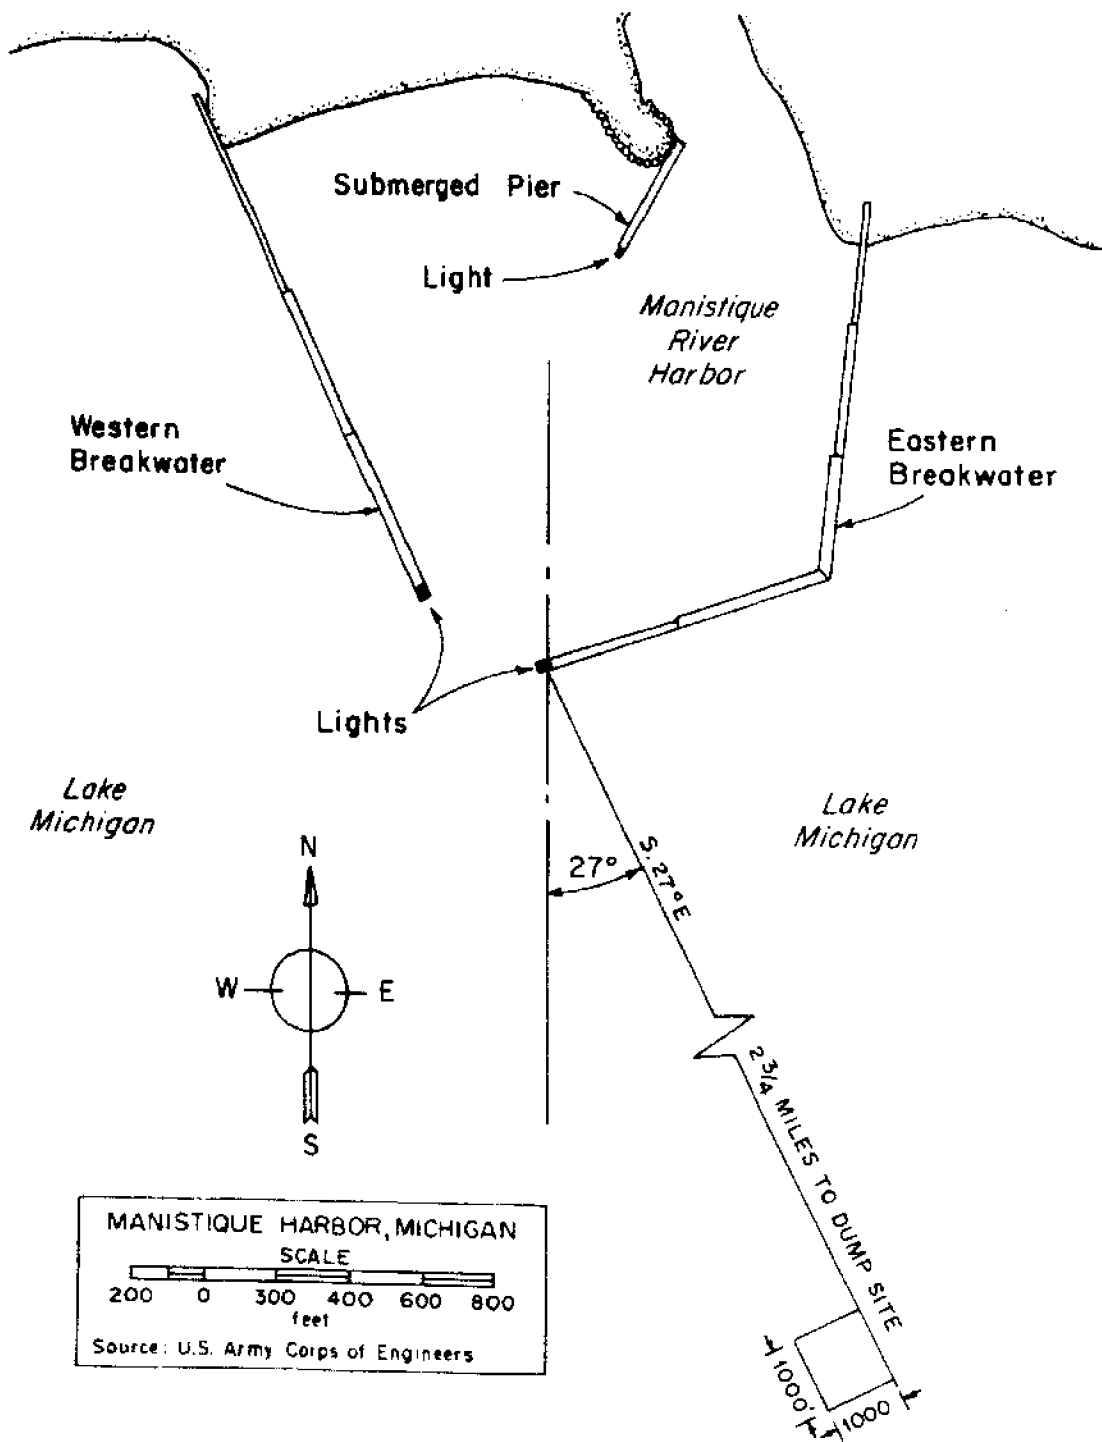 Submerged Pier
Light
Manistique
River
Harbor
Western
Breakwater
Eastern
Breakwater
Lights
Lake
Michigan
Lake
Michigan
27°
S. 27° E
N
W
E
S
2 3/4 MILES TO DUMP SITE
1000'
1000
MANISTIQUE HARBOR, MICHIGAN
SCALE
200 0 300 400 600 800
feet
Source: U.S. Army Corps of Engineers